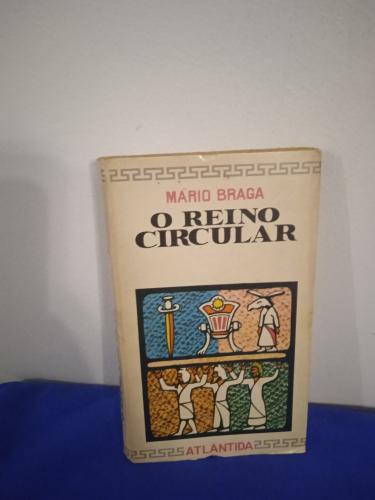 MÁRIO BRAGA
O REINO
CIRCULAR
ATLÂNTIDA